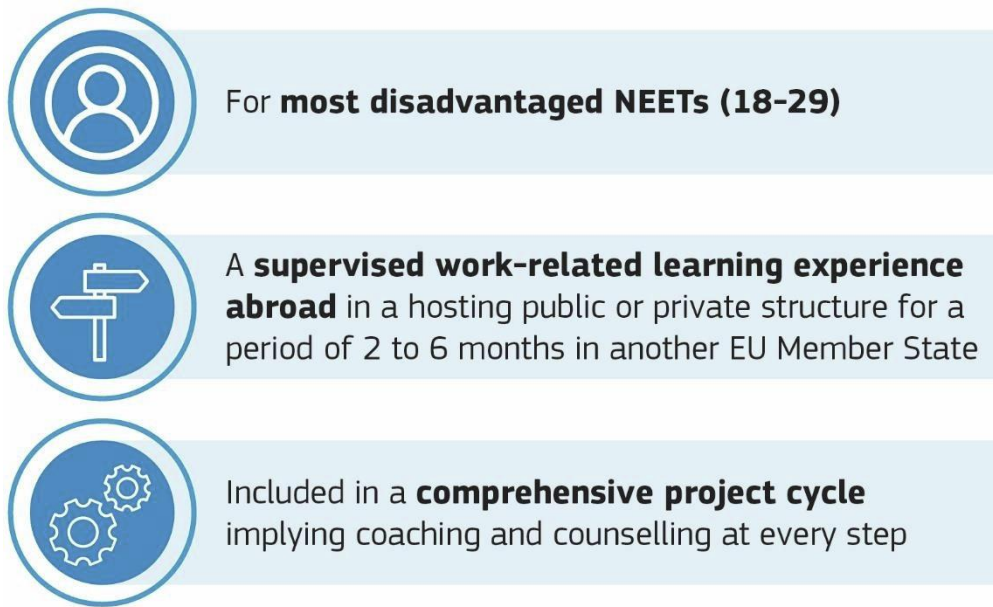 For most disadvantaged NEETs (18-29)
A supervised work-related learning experience
abroad in a hosting public or private structure for a
period of 2 to 6 months in another EU Member State
Included in a comprehensive project cycle
implying coaching and counselling at every step